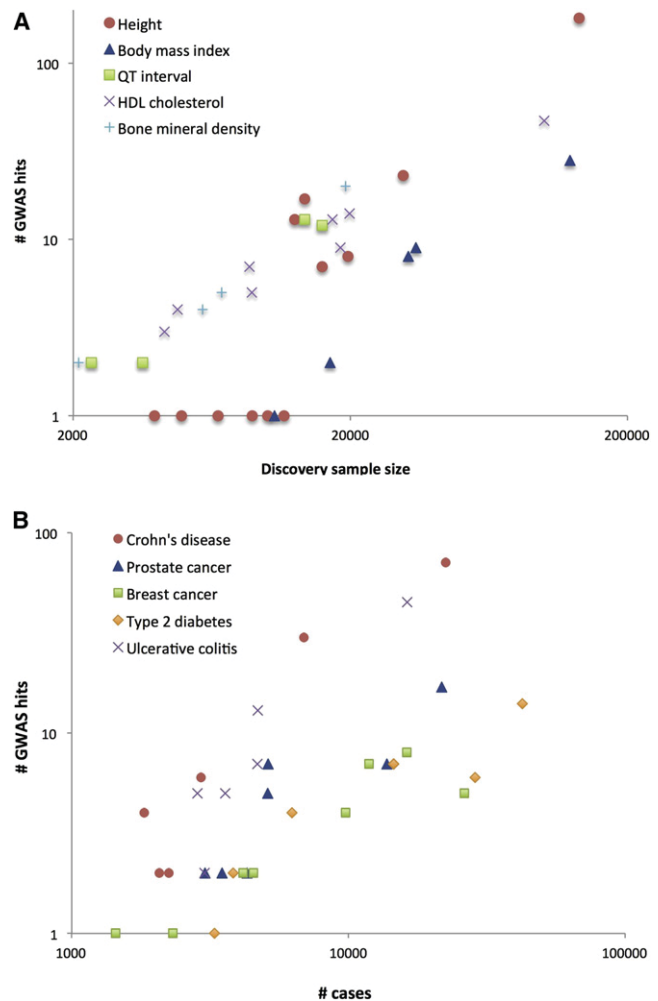 A
Height
Body mass index
QT interval
HDL cholesterol
Bone mineral density
# GWAS hits
100
10
1
2000 20000 200000
Discovery sample size
B
Crohn's disease
Prostate cancer
Breast cancer
Type 2 diabetes
Ulcerative colitis
# GWAS hits
100
10
1
1000 10000 100000
# cases